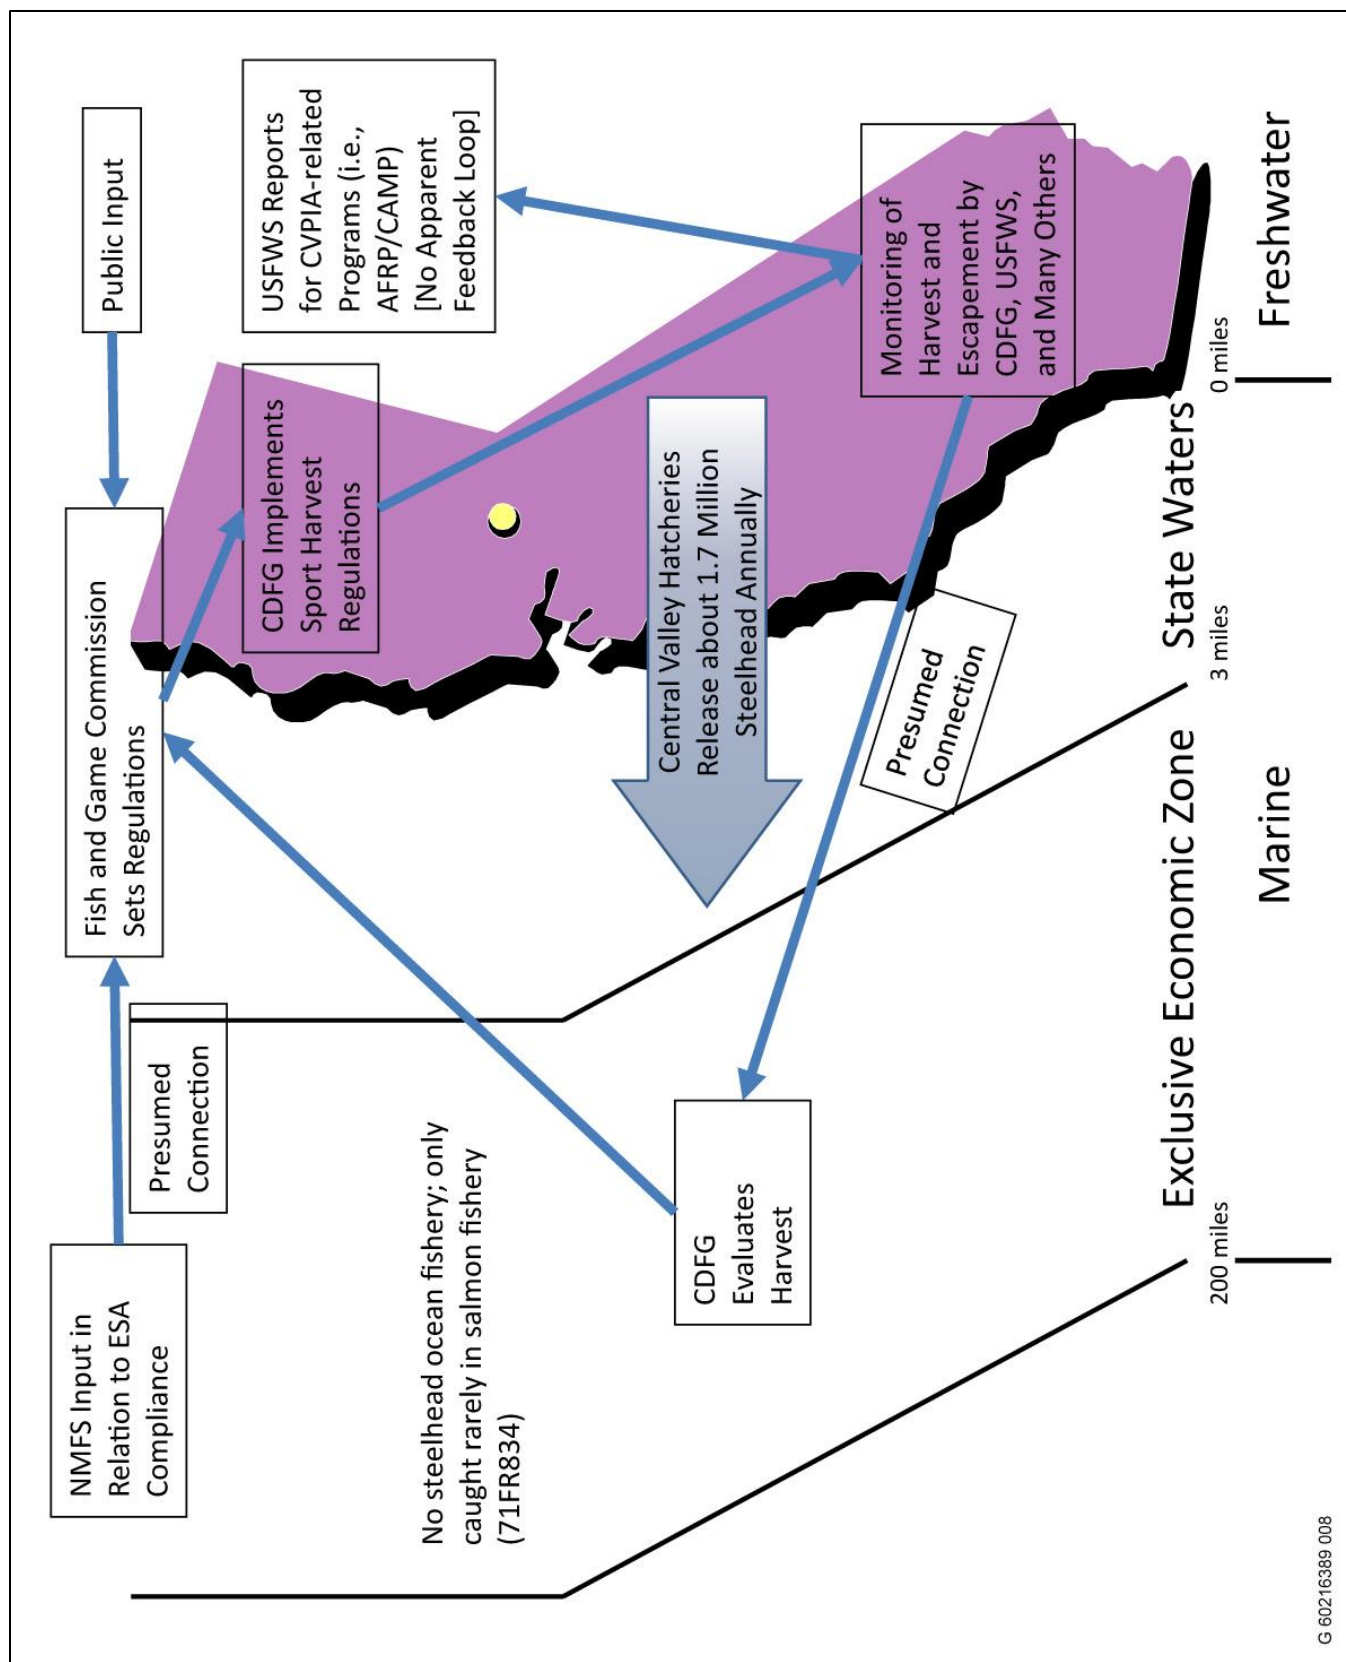 NMFS Input in
Relation to ESA
Compliance
Presumed
Connection
Fish and Game Commission
Sets Regulations
Public Input
CDFG Implements
Sport Harvest
Regulations
USFWS Reports
for CVPIA-related
Programs (i.e.,
AFRP/CAMP)
[No Apparent
Feedback Loop]
No steelhead ocean fishery; only
caught rarely in salmon fishery
(71FR834)
CDFG
Evaluates
Harvest
Central Valley Hatcheries
Release about 1.7 Million
Steelhead Annually
Presumed
Connection
Monitoring of
Harvest and
Escapement by
CDFG, USFWS,
and Many Others
Exclusive Economic Zone
State Waters
200 miles
3 miles
0 miles
Marine
Freshwater
G 60216389 008